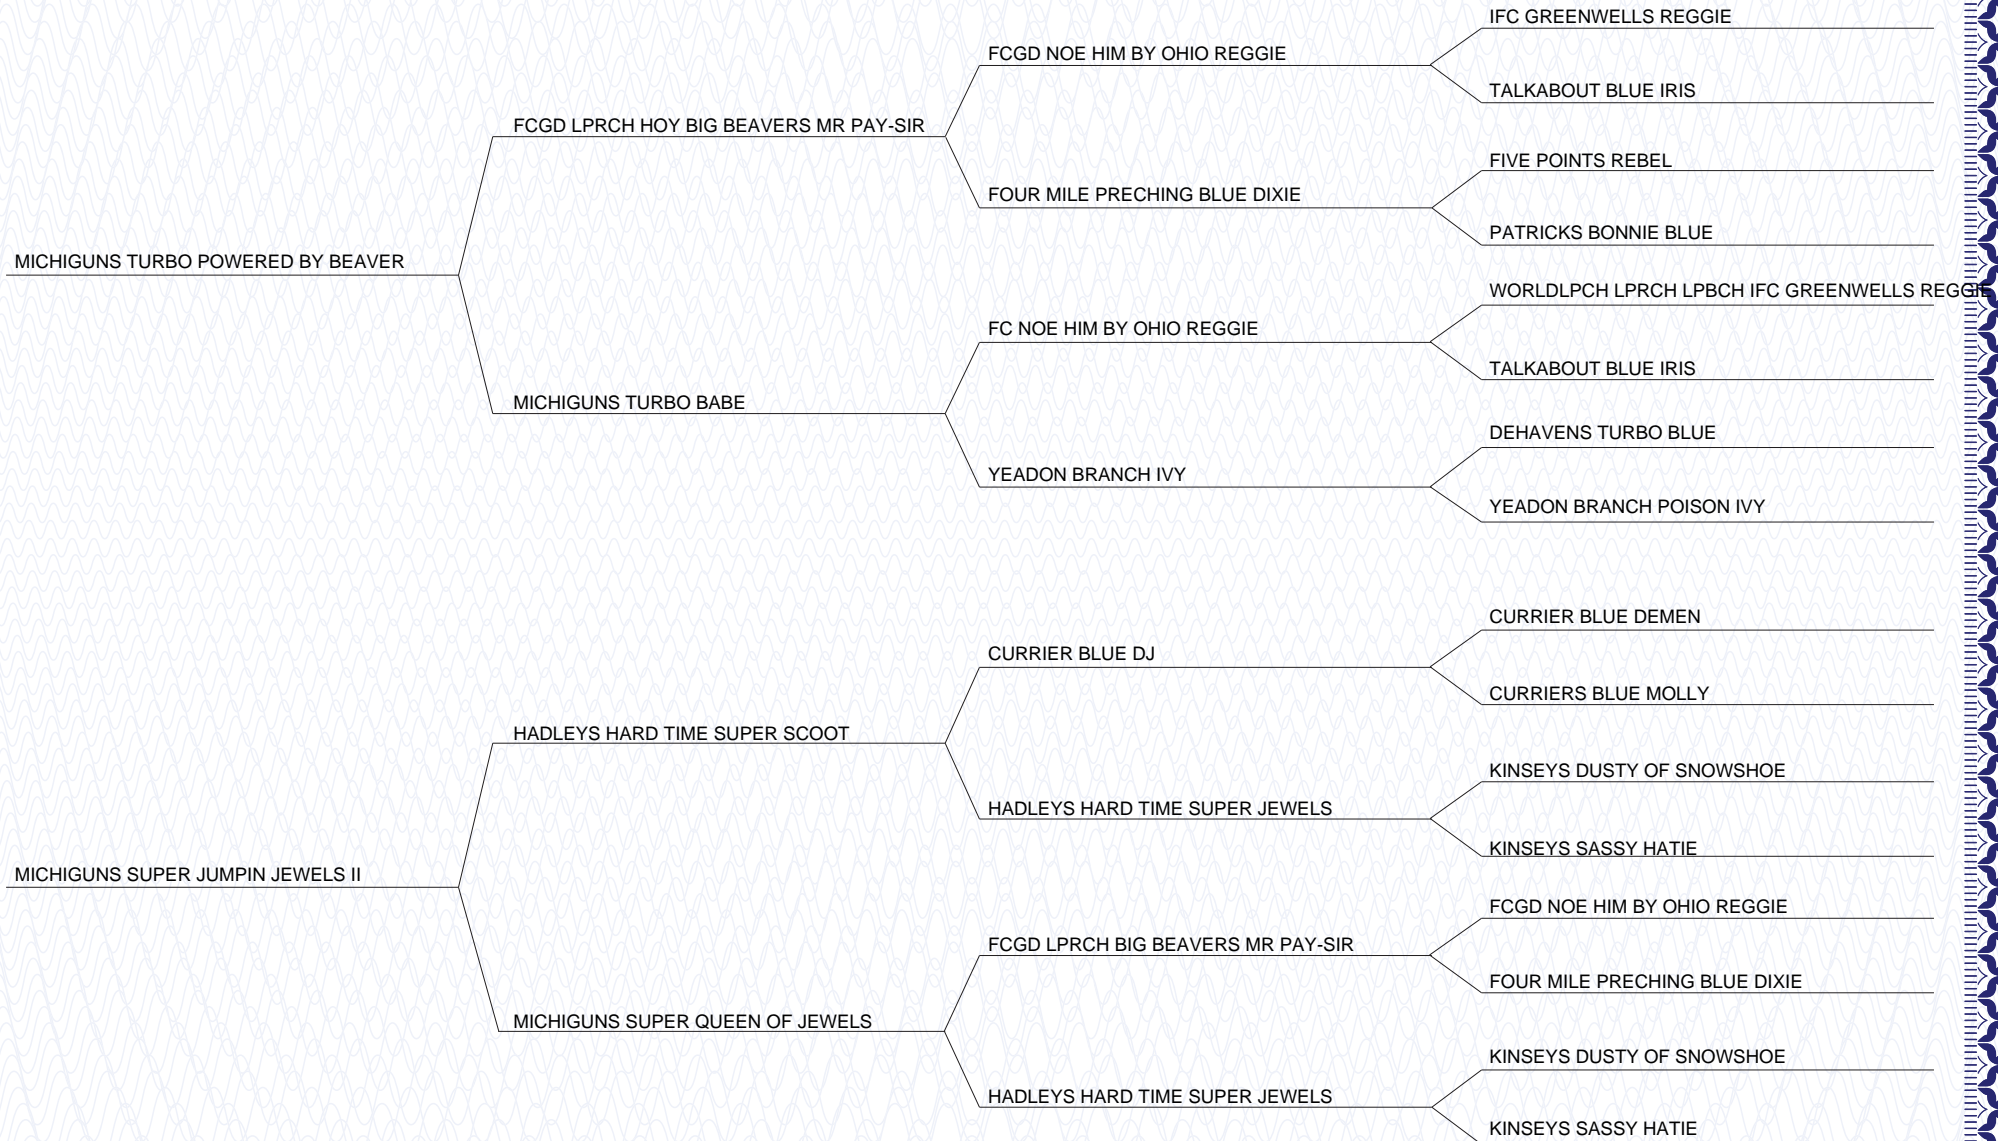 IFC GREENWELLS REGGIE
FCGD NOE HIM BY OHIO REGGIE
TALKABOUT BLUE IRIS
FCGD LPRCH HOY BIG BEAVERS MR PAY-SIR
FIVE POINTS REBEL
FOUR MILE PRECHING BLUE DIXIE
PATRICKS BONNIE BLUE
MICHIGUNS TURBO POWERED BY BEAVER
WORLDLPCH LPRCH LPBCH IFC GREENWELLS REGGIE
FC NOE HIM BY OHIO REGGIE
TALKABOUT BLUE IRIS
MICHIGUNS TURBO BABE
DEHAVENS TURBO BLUE
YEADON BRANCH IVY
YEADON BRANCH POISON IVY
CURRIER BLUE DEMEN
CURRIER BLUE DJ
CURRIERS BLUE MOLLY
HADLEYS HARD TIME SUPER SCOOT
KINSEYS DUSTY OF SNOWSHOE
HADLEYS HARD TIME SUPER JEWELS
KINSEYS SASSY HATIE
MICHIGUNS SUPER JUMPIN JEWELS II
FCGD NOE HIM BY OHIO REGGIE
FCGD LPRCH BIG BEAVERS MR PAY-SIR
FOUR MILE PRECHING BLUE DIXIE
MICHIGUNS SUPER QUEEN OF JEWELS
KINSEYS DUSTY OF SNOWSHOE
HADLEYS HARD TIME SUPER JEWELS
KINSEYS SASSY HATIE